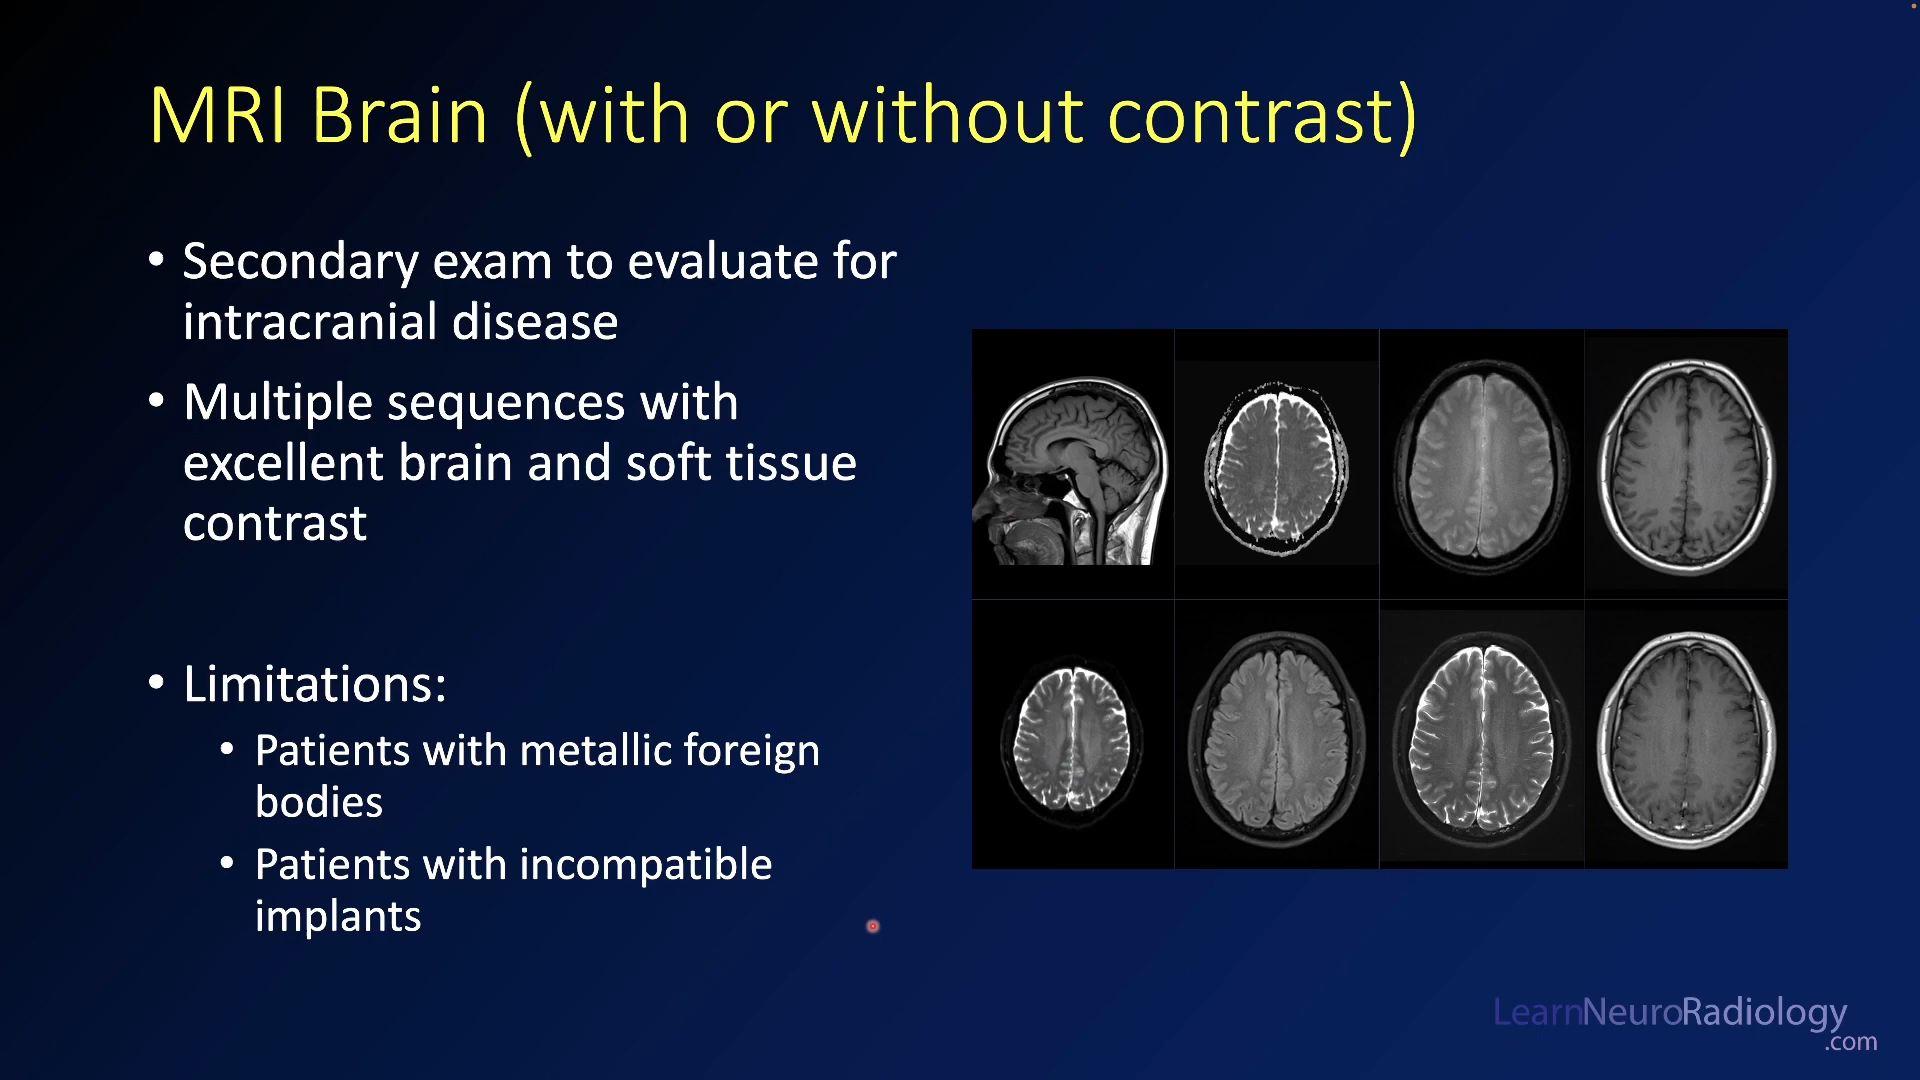 MRI Brain (with or without contrast)
• Secondary exam to evaluate for
intracranial disease
• Multiple sequences with
excellent brain and soft tissue
contrast
• Limitations:
• Patients with metallic foreign
bodies
• Patients with incompatible
implants
LearnNeuroRadiology
.com